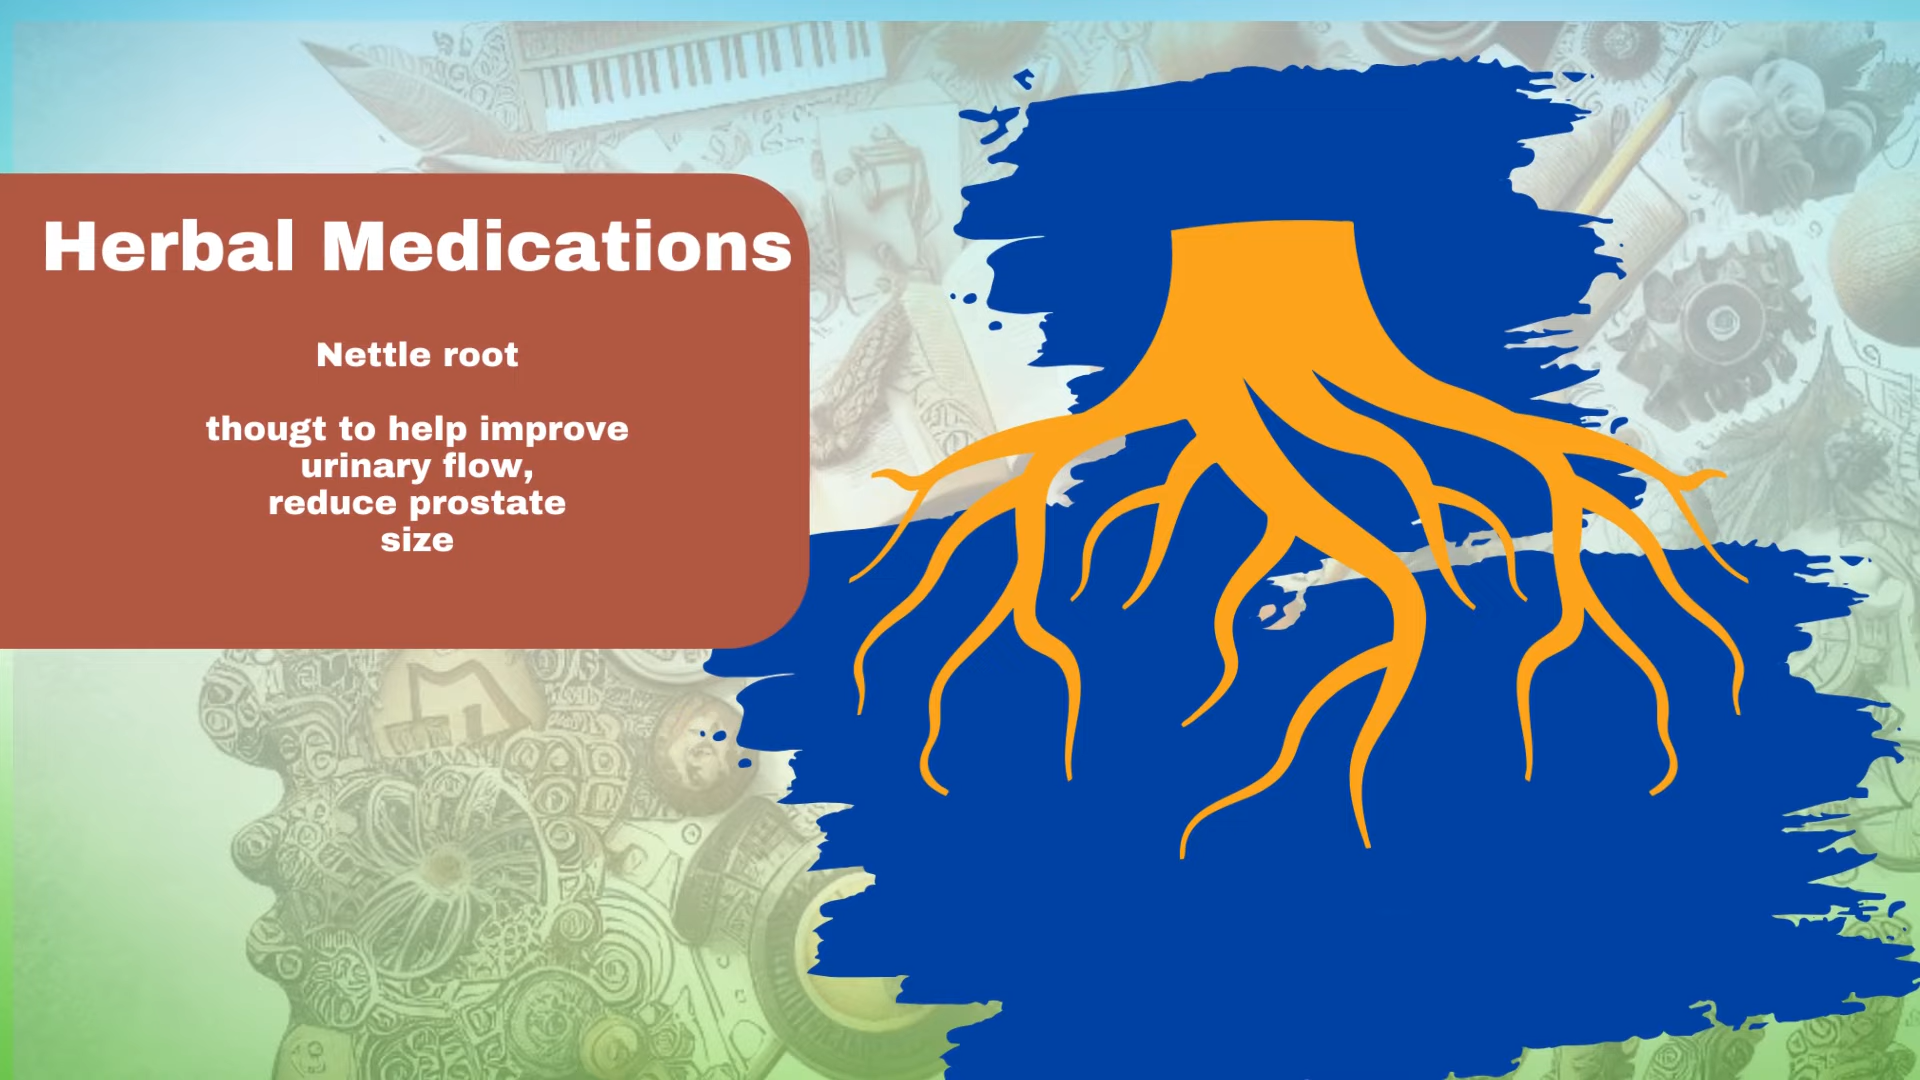 Herbal Medications
Nettle root
thougt to help improve
urinary flow,
reduce prostate
size